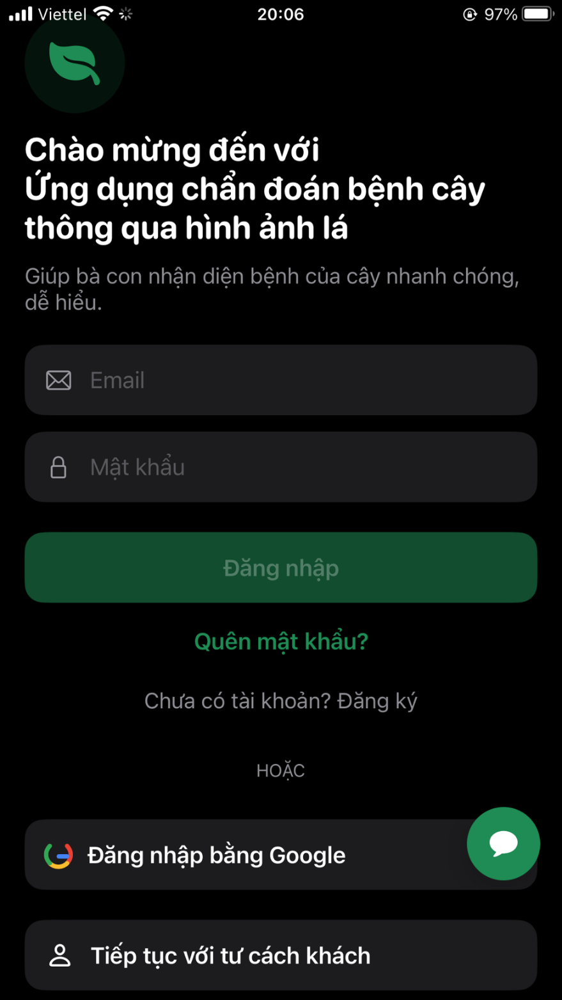 Viettel 20:06 97%
Chào mừng đến với
Ứng dụng chẩn đoán bệnh cây
thông qua hình ảnh lá
Giúp bà con nhận diện bệnh của cây nhanh chóng,
dễ hiểu.
Email
Mật khẩu
Đăng nhập
Quên mật khẩu?
Chưa có tài khoản? Đăng ký
HOẶC
Đăng nhập bằng Google
Tiếp tục với tư cách khách